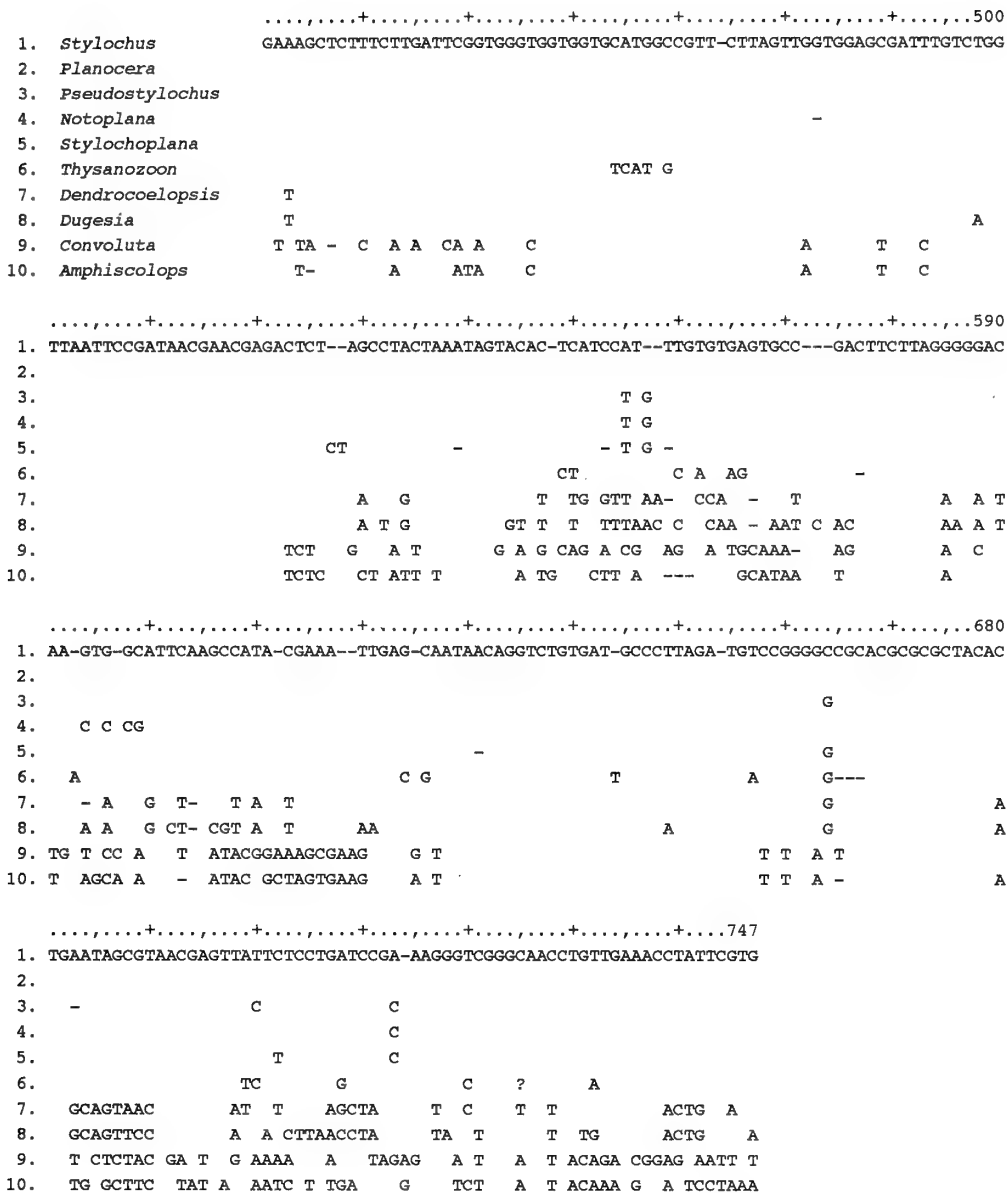 ....,....+....,....+....,....+....,....+....,....+....,....+....,..500
1. Stylochus GAAAGCTCTTTCTTGATTCGGTGGGTGGTGGTGCATGGCCGTT-CTTAGTTGGTGGAGCGATTTGTCTGG
2. Planocera
3. Pseudostylochus
4. Notoplana -
5. Stylochoplana
6. Thysanozoon TCAT G
7. Dendrocoelopsis T
8. Dugesia T A
9. Convoluta T TA - C A A CA A C A T C
10. Amphiscolops T- A ATA C A T C
....,....+....,....+....,....+....,....+....,....+....,....+....,....+....,....+....,..590
1. TTAATTCCGATAACGAACGAGACTCT--AGCCTACTAAATAGTACAC-TCATCCAT--TTGTGTGAGTGCC---GACTTCTTAGGGGGAC
2.
3. T G
4. T G
5. CT - - T G -
6. CT C A AG -
7. A G T TG GTT AA- CCA - T A A T
8. A T G GT T T TTTAAC C CAA - AAT C AC AA A T
9. TCT G A T G A G CAG A CG AG A TGCAAA- AG A C
10. TCTC CT ATT T A TG CTT A --- GCATAA T A
....,....+....,....+....,....+....,....+....,....+....,....+....,....+....,....+....,..680
1. AA-GTG-GCATTCAAGCCATA-CGAAA--TTGAG-CAATAACAGGTCTGTGAT-GCCCTTAGA-TGTCCGGGGCCGCACGCGCGCTACAC
2.
3. G
4. C C CG
5. - G
6. A C G T A G---
7. - A G T- T A T G A
8. A A G CT- CGT A T AA A G A
9. TG T CC A T ATACGGAAAGCGAAG G T T T A T
10. T AGCA A - ATAC GCTAGTGAAG A T T T A - A
....,....+....,....+....,....+....,....+....,....+....,....+....747
1. TGAATAGCGTAACGAGTTATTCTCCTGATCCGA-AAGGGTCGGGCAACCTGTTGAAACCTATTCGTG
2.
3. - C C
4. C
5. T C
6. TC G C ? A
7. GCAGTAAC AT T AGCTA T C T T ACTG A
8. GCAGTTCC A A CTTAACCTA TA T T TG ACTG A
9. T CTCTAC GA T G AAAA A TAGAG A T A T ACAGA CGGAG AATT T
10. TG GCTTC TAT A AATC T TGA G TCT A T ACAAA G A TCCTAAA